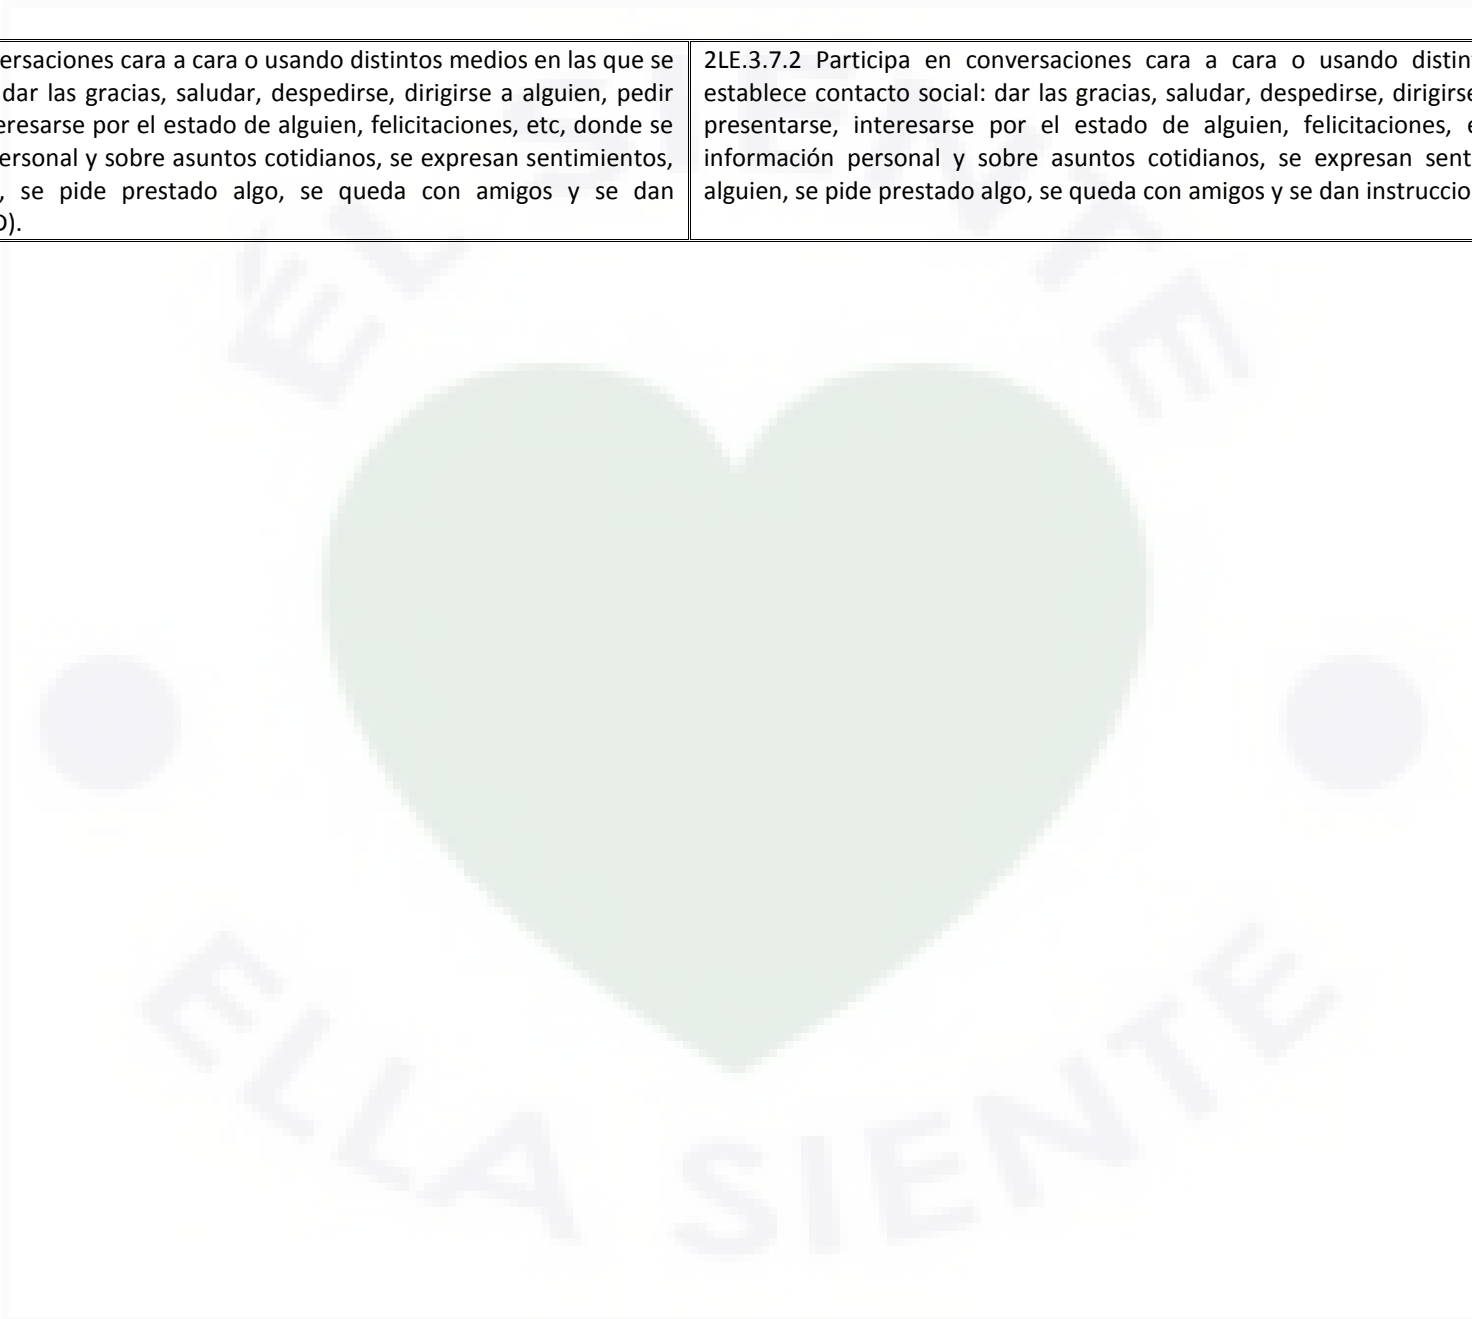 ersaciones cara a cara o usando distintos medios en las que se
dar las gracias, saludar, despedirse, dirigirse a alguien, pedir
eresarse por el estado de alguien, felicitaciones, etc, donde se
ersonal y sobre asuntos cotidianos, se expresan sentimientos,
, se pide prestado algo, se queda con amigos y se dan
).
2LE.3.7.2 Participa en conversaciones cara a cara o usando distin
establece contacto social: dar las gracias, saludar, despedirse, dirigirse
presentarse, interesarse por el estado de alguien, felicitaciones, e
información personal y sobre asuntos cotidianos, se expresan sent
alguien, se pide prestado algo, se queda con amigos y se dan instruccio
ÉL SIENTE
ELLA SIENTE